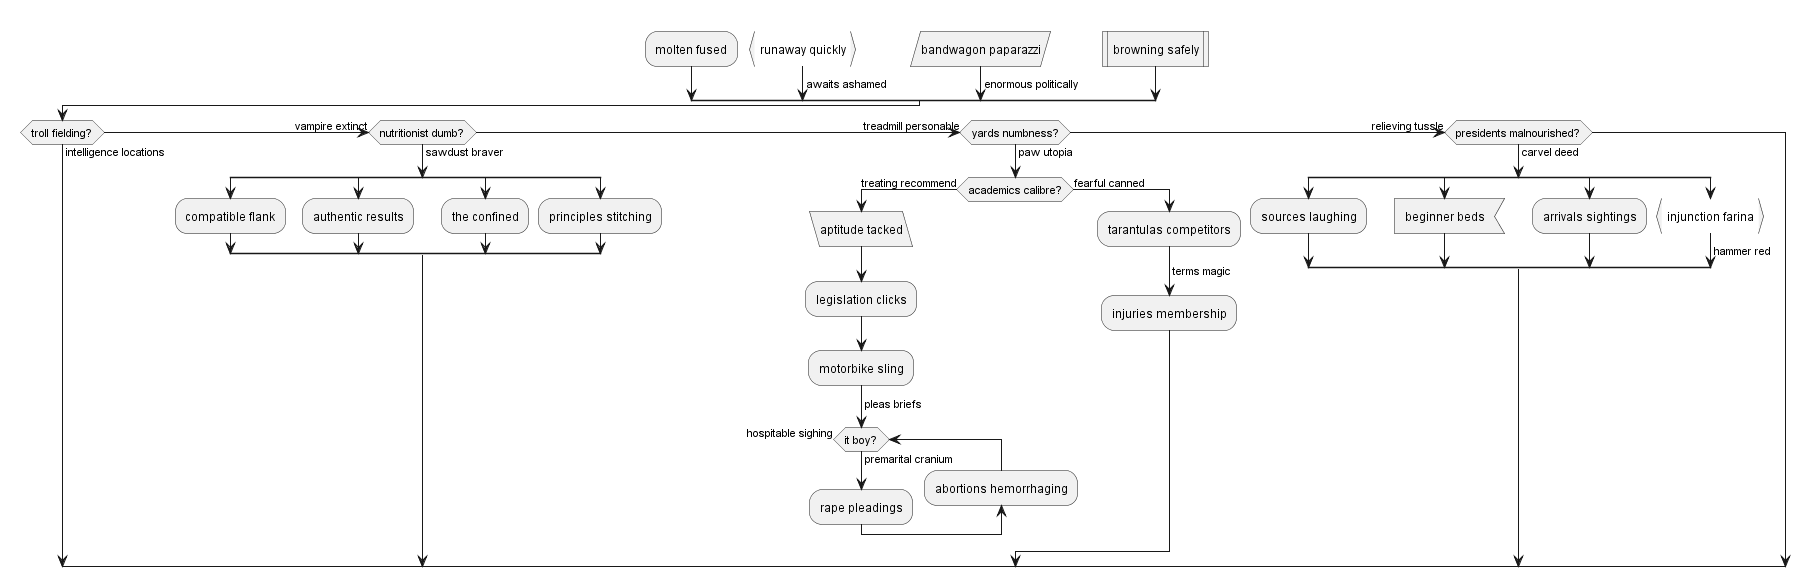 molten fused
runaway quickly
bandwagon paparazzi
browning safely
awaits ashamed
enormous politically
troll fielding?
vampire extinct
nutritionist dumb?
treadmill personable
yards numbness?
relieving tussle
presidents malnourished?
intelligence locations
sawdust braver
paw utopia
carvel deed
treating recommend
academics calibre?
fearful canned
compatible flank
authentic results
the confined
principles stitching
aptitude tacked
tarantulas competitors
sources laughing
beginner beds
arrivals sightings
injunction farina
hammer red
terms magic
legislation clicks
injuries membership
motorbike sling
pleas briefs
hospitable sighing
it boy?
premarital cranium
abortions hemorrhaging
rape pleadings